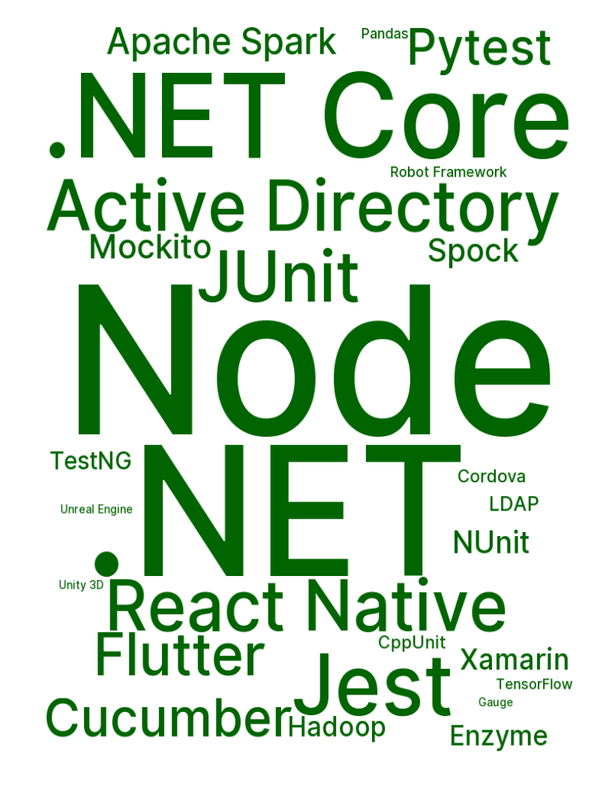 Apache Spark
Pandas
Pytest
.NET Core
Robot Framework
Active Directory
Mockito
Spock
JUnit
Node
TestNG
.NET
Cordova
LDAP
Unreal Engine
NUnit
Unity 3D
React Native
Flutter
CppUnit
Xamarin
Jest
TensorFlow
Gauge
Cucumber
Hadoop
Enzyme